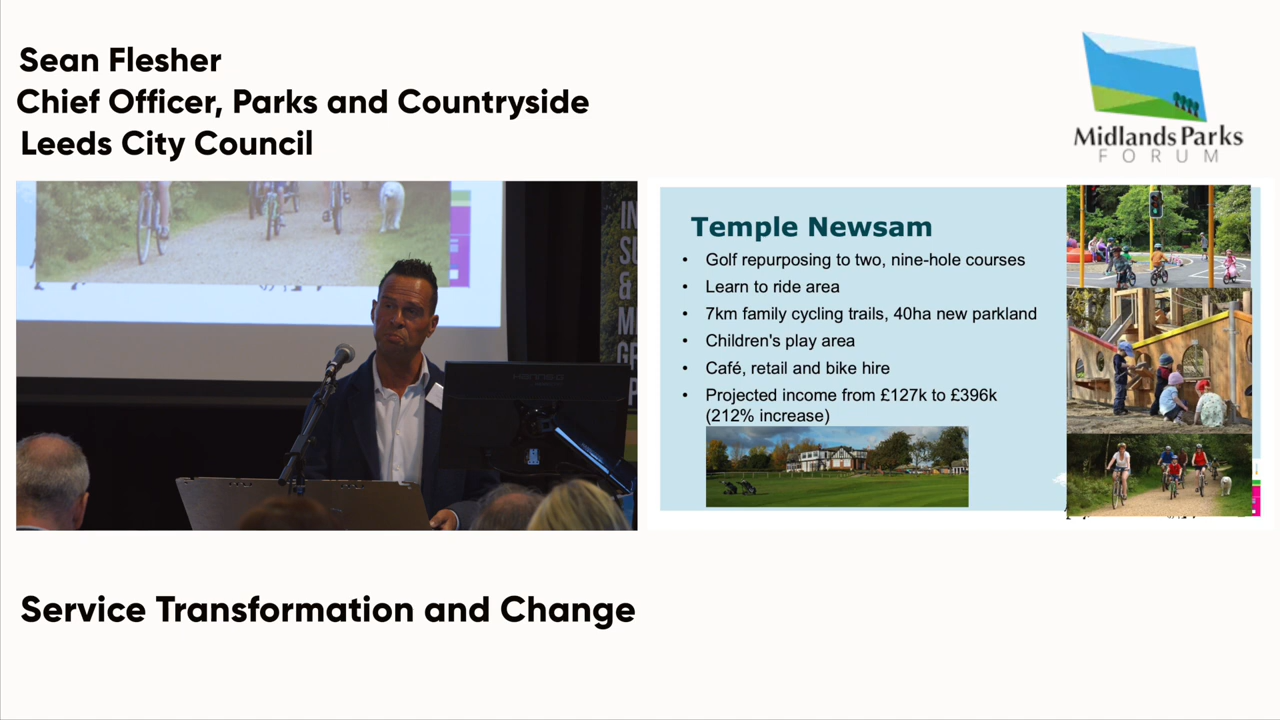 Sean Flesher
Chief Officer, Parks and Countryside
Leeds City Council
Midlands Parks
FORUM
Temple Newsam
• Golf repurposing to two, nine-hole courses
• Learn to ride area
• 7km family cycling trails, 40ha new parkland
• Children's play area
• Café, retail and bike hire
• Projected income from £127k to £396k
(212% increase)
Service Transformation and Change